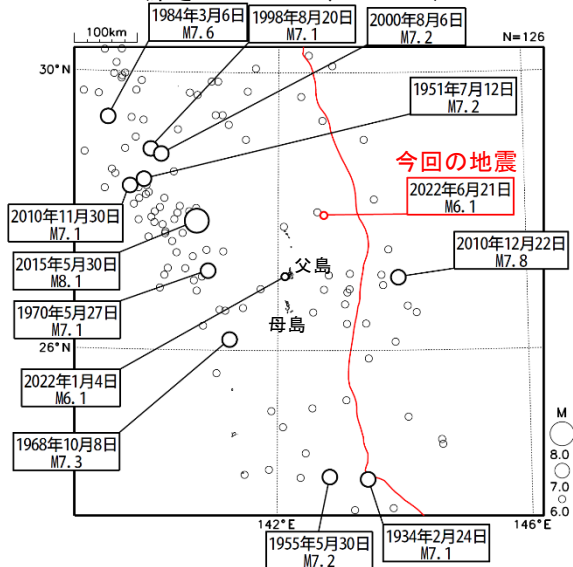 1984年3月6日
M7.6
1998年8月20日
M7.1
2000年8月6日
M7.2
100km
N=126
30°N
1951年7月12日
M7.2
今回の地震
2022年6月21日
M6.1
2010年11月30日
M7.1
2015年5月30日
M8.1
2010年12月22日
M7.8
父島
1970年5月27日
M7.1
母島
26°N
2022年1月4日
M6.1
1968年10月8日
M7.3
M
8.0
7.0
6.0
142°E
146°E
1955年5月30日
M7.2
1934年2月24日
M7.1